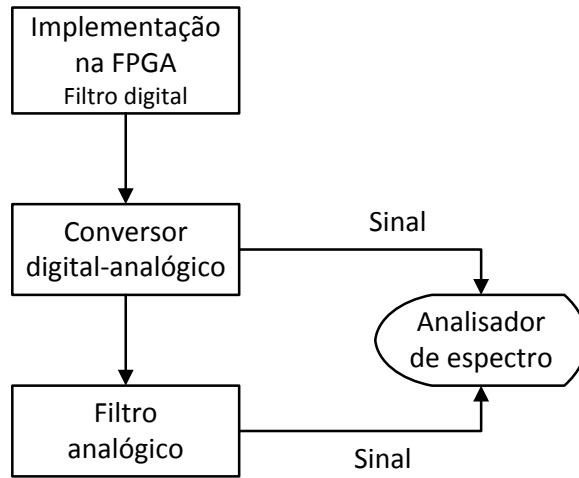 Implementação
na FPGA
Filtro digital
Sinal
Conversor
digital-analógico
Analisador
de espectro
Filtro
analógico
Sinal